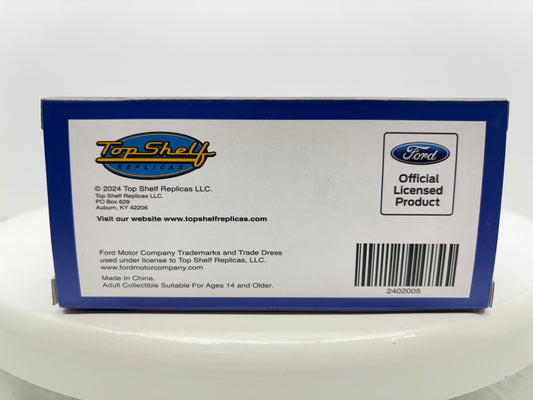 Top Shelf
REPLICAS
© 2024 Top Shelf Replicas LLC.
Top Shelf Replicas LLC.
PO Box 629
Auburn, KY 42206
Visit our website www.topshelfreplicas.com
Ford
Official
Licensed
Product
Ford Motor Company Trademarks and Trade Dress
used under license to Top Shelf Replicas, LLC.
www.fordmotorcompany.com
Made In China.
Adult Collectible Suitable For Ages 14 and Older.
2402005